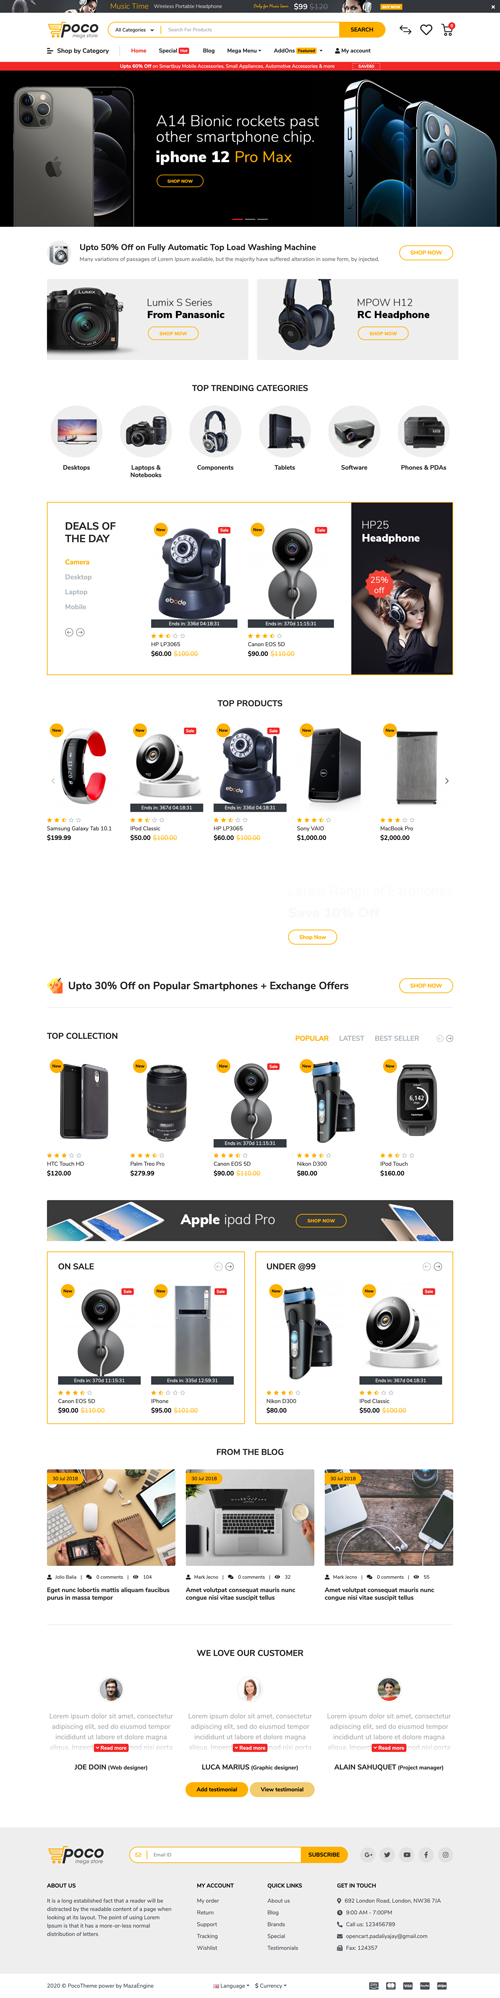 Music Time Wireless Portable Headphone Only for Music lover $99 $120 BUY NOW
poco
mega store
All Categories Search For Products SEARCH 0
Shop by Category Home Special Hot Blog Mega Menu AddOns Featured My account
Upto 60% Off on Smartbuy Mobile Accessories, Small Appliances, Automotive Accessories & more SAVE60
A14 Bionic rockets past
other smartphone chip.
iphone 12 Pro Max
SHOP NOW
Upto 50% Off on Fully Automatic Top Load Washing Machine
Many variations of passages of Lorem Ipsum available, but the majority have suffered alteration in some form, by injected,
SHOP NOW
Lumix S Series
From Panasonic
SHOP NOW
MPOW H12
RC Headphone
SHOP NOW
TOP TRENDING CATEGORIES
Desktops
Laptops &
Notebooks
Components
Tablets
Software
Phones & PDAs
DEALS OF
THE DAY
Camera
Desktop
Laptop
Mobile
New Sale
ebode
Ends in: 336d 04:18:31
HP LP3065
$60.00 $100.00
New Sale
Ends in: 370d 11:15:31
Canon EOS 5D
$90.00 $110.00
HP25
Headphone
25%
off
TOP PRODUCTS
New
Samsung Galaxy Tab 10.1
$199.99
New Sale
Ends in: 367d 04:18:31
IPod Classic
$50.00 $100.00
New Sale
ebode
Ends in: 336d 04:18:31
HP LP3065
$60.00 $100.00
New
Sony VAIO
$1,000.00
New
MacBook Pro
$2,000.00
Save 10% Off
Shop Now
Upto 30% Off on Popular Smartphones + Exchange Offers
SHOP NOW
TOP COLLECTION
POPULAR LATEST BEST SELLER
New
HTC Touch HD
$120.00
New
Palm Treo Pro
$279.99
New Sale
Ends in: 370d 11:15:31
Canon EOS 5D
$90.00 $110.00
New
Nikon D300
$80.00
New
6,142
IPod Touch
$160.00
Apple ipad Pro SHOP NOW
ON SALE
New Sale
Ends in: 370d 11:15:31
Canon EOS 5D
$90.00 $110.00
New Sale
Ends in: 335d 12:59:31
IPhone
$95.00 $101.00
UNDER @99
New
Nikon D300
$80.00
New Sale
Ends in: 367d 04:18:31
IPod Classic
$50.00 $100.00
FROM THE BLOG
30 Jul 2018
Jolio Balia | 0 comments | 104
Eget nunc lobortis mattis aliquam faucibus
purus in massa tempor
30 Jul 2018
Mark Jecno | 0 comments | 32
Amet volutpat consequat mauris nunc
congue nisi vitae suscipit tellus
30 Jul 2018
Mark Jecno | 0 comments | 55
Amet volutpat consequat mauris nunc
congue nisi vitae suscipit tellus
WE LOVE OUR CUSTOMER
Lorem ipsum dolor sit amet, consectetur
adipiscing elit, sed do eiusmod tempor
incididunt ut labore et dolore magna
Read more
JOE DOIN (Web designer)
Lorem ipsum dolor sit amet, consectetur
adipiscing elit, sed do eiusmod tempor
incididunt ut labore et dolore magna
Read more
LUCA MARIUS (Graphic designer)
Lorem ipsum dolor sit amet, consectetur
adipiscing elit, sed do eiusmod tempor
incididunt ut labore et dolore magna
Read more
ALAIN SAHUQUET (Project manager)
Add testimonial View testimonial
poco
mega store
Email ID SUBSCRIBE
ABOUT US
It is a long established fact that a reader will be
distracted by the readable content of a page when
looking at its layout. The point of using Lorem
Ipsum is that it has a more-or-less normal
distribution of letters
MY ACCOUNT
My order
Return
Support
Tracking
Wishlist
QUICK LINKS
About us
Blog
Brands
Special
Testimonials
GET IN TOUCH
692 London Road, London, NW36 7JA
9:00 AM - 7:00PM
Call us: 123456789
opencart.padaliyajay@gmail.com
Fax: 124357
2020 © PocoTheme power by MazaEngine
Language $ Currency